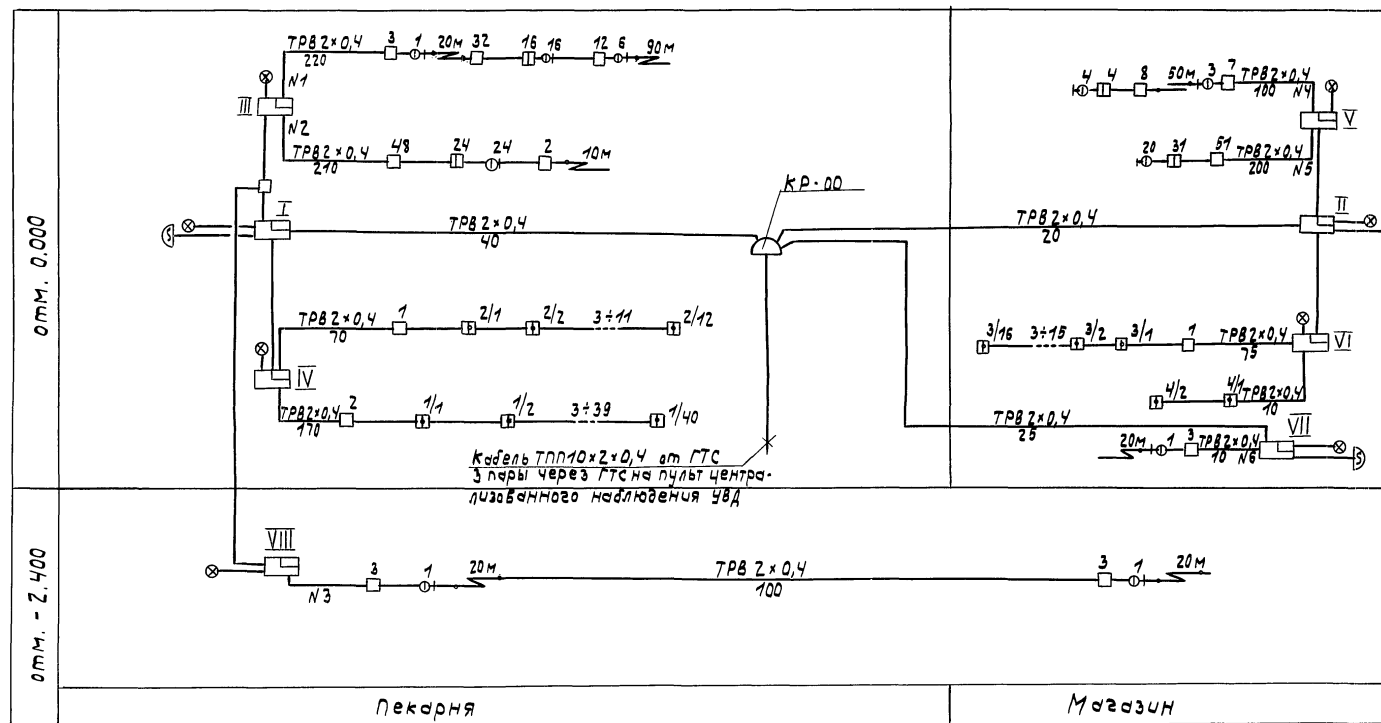 отм. 0.000
отм. - 2.400
ТРВ 2×0,4 3 1 20м 32 16 16 12 6 90м
220
N1
III
N2
ТРВ 2×0,4 48 24 24 2 10м
210
I
ТРВ 2×0,4
40
КР-00
ТРВ 2×0,4 1 2/1 2/2 3÷11 2/12
70
IV
ТРВ2×0,4 2 1/1 1/2 3÷39 1/40
170
Кабель ТПП10×2×0,4 от ГТС
3 пары через ГТС на пульт центра-
лизованного наблюдения УВД
4 4 8 50м 3 7 ТРВ 2×0,4
100 N4
V
20 31 51 ТРВ 2×0,4
200 N5
II
ТРВ 2×0,4
20
3/16 3÷15 3/2 3/1 1 ТРВ 2×0,4
75
VI
4/2 4/1 ТРВ 2×0,4
10
ТРВ 2×0,4
25
VII
20м 1 3 ТРВ 2×0,4
10 N6
VIII
N3 3 1 20м
ТРВ 2×0,4
100
3 1 20м
Пекарня
Магазин